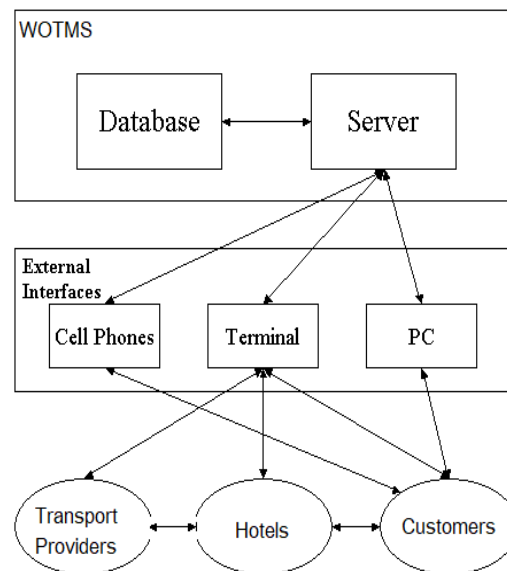 WOTMS
Database
Server
External
Interfaces
Cell Phones
Terminal
PC
Transport
Providers
Hotels
Customers